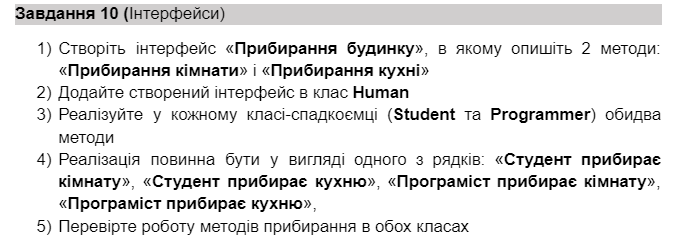 Завдання 10 (Інтерфейси)
1) Створіть інтерфейс «Прибирання будинку», в якому опишіть 2 методи:
«Прибирання кімнати» і «Прибирання кухні»
2) Додайте створений інтерфейс в клас Human
3) Реалізуйте у кожному класі-спадкоємці (Student та Programmer) обидва
методи
4) Реалізація повинна бути у вигляді одного з рядків: «Студент прибирає
кімнату», «Студент прибирає кухню», «Програміст прибирає кімнату»,
«Програміст прибирає кухню»,
5) Перевірте роботу методів прибирання в обох класах